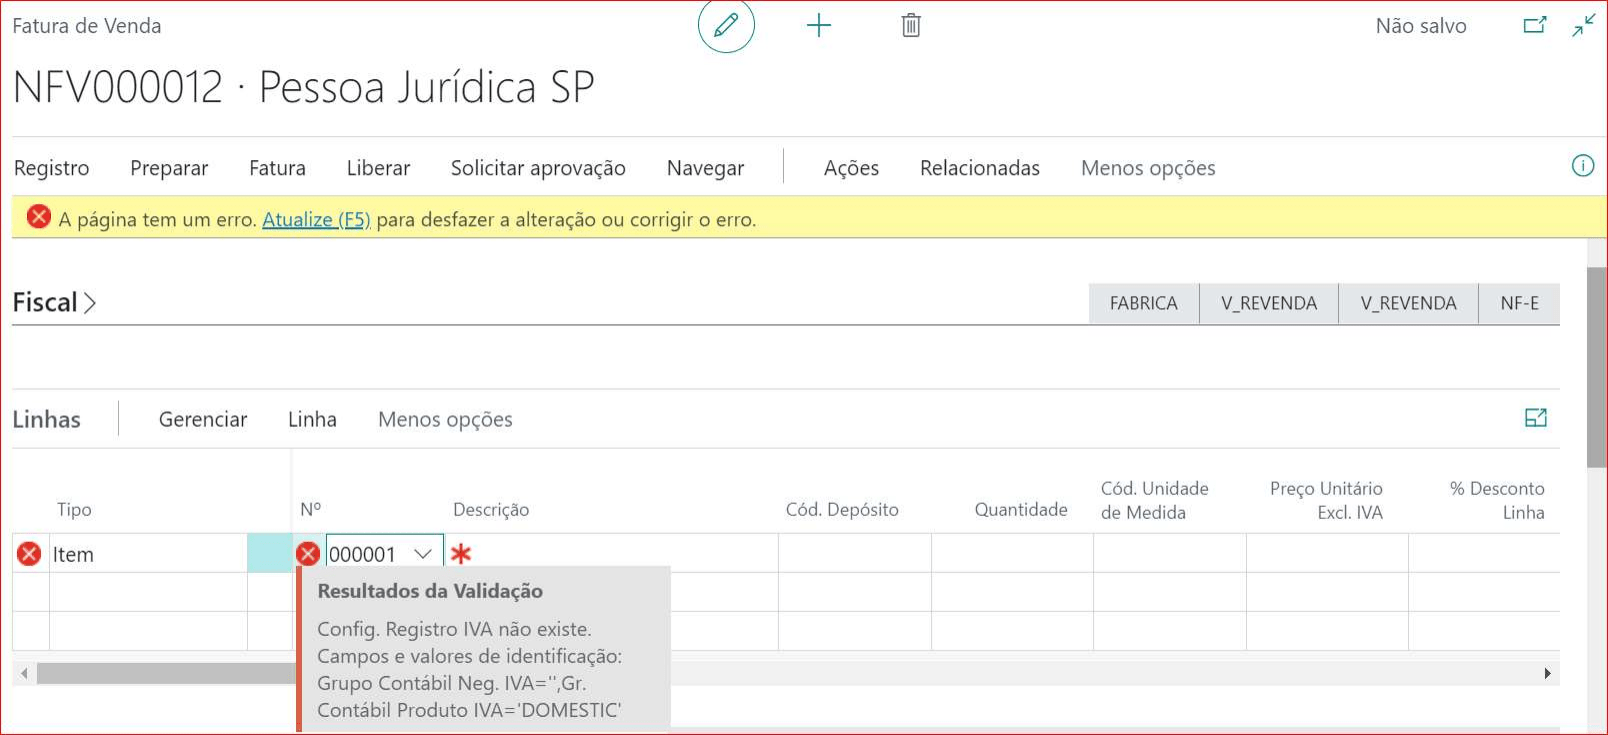 Fatura de Venda
Não salvo
NFV000012 · Pessoa Jurídica SP
Registro Preparar Fatura Liberar Solicitar aprovação Navegar Ações Relacionadas Menos opções
A página tem um erro. Atualize (F5) para desfazer a alteração ou corrigir o erro.
Fiscal
FABRICA V_REVENDA V_REVENDA NF-E
Linhas Gerenciar Linha Menos opções
Tipo Nº Descrição Cód. Depósito Quantidade
Cód. Unidade
de Medida
Preço Unitário
Excl. IVA
% Desconto
Linha
Item 000001
Resultados da Validação
Config. Registro IVA não existe.
Campos e valores de identificação:
Grupo Contábil Neg. IVA='',Gr.
Contábil Produto IVA='DOMESTIC'